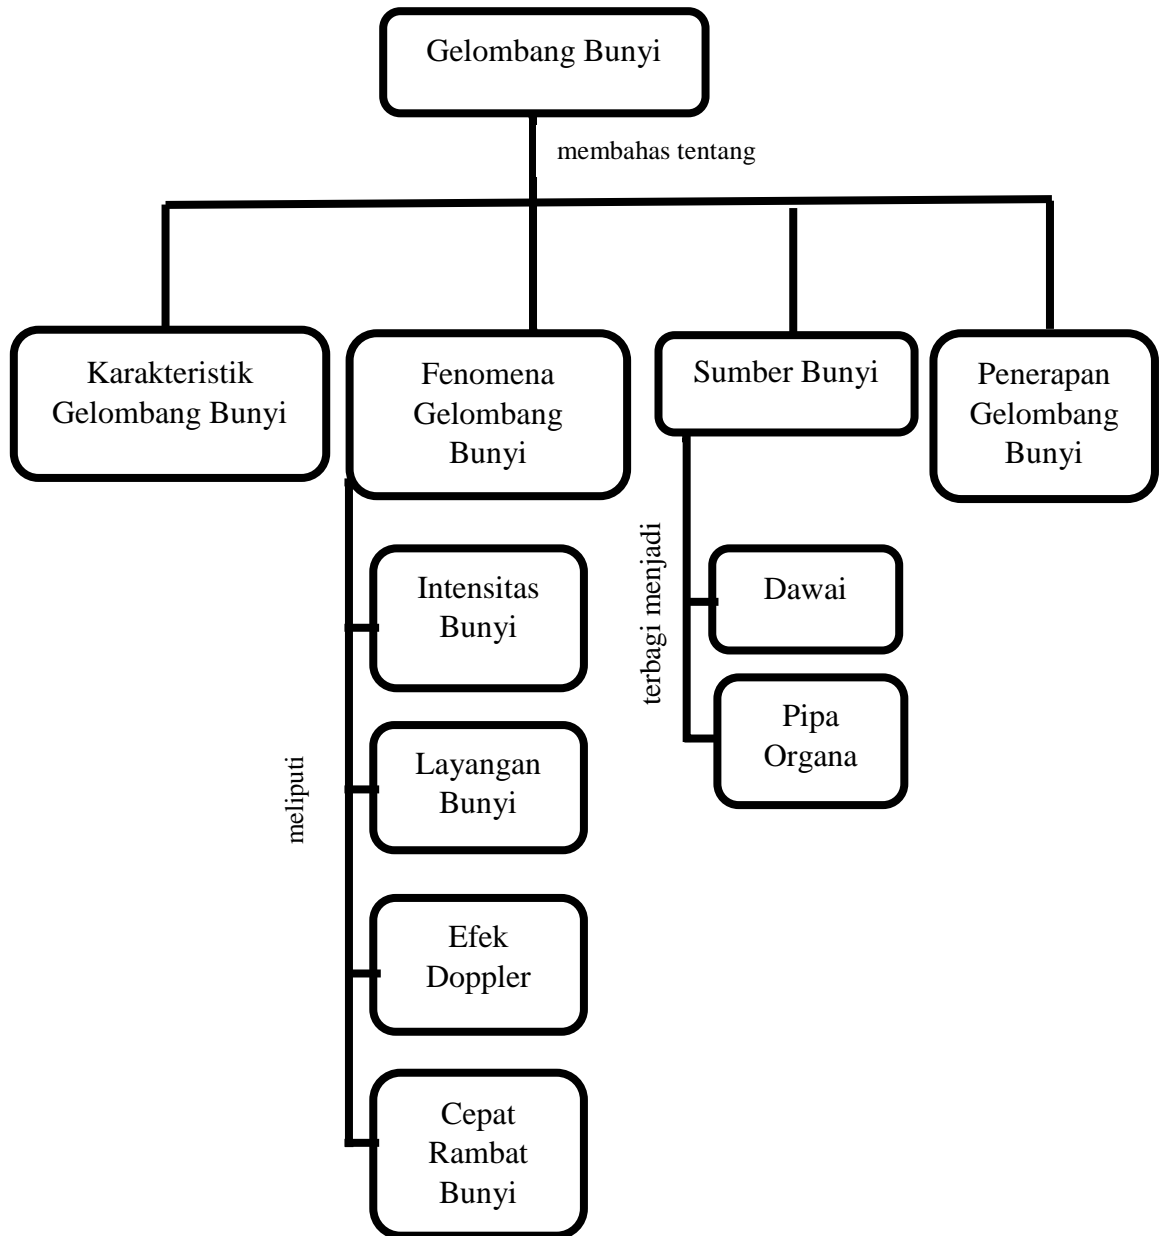 Gelombang Bunyi
membahas tentang
Karakteristik
Gelombang Bunyi
Fenomena
Gelombang
Bunyi
Sumber Bunyi
Penerapan
Gelombang
Bunyi
meliputi
Intensitas
Bunyi
Layangan
Bunyi
Efek
Doppler
Cepat
Rambat
Bunyi
terbagi menjadi
Dawai
Pipa
Organa